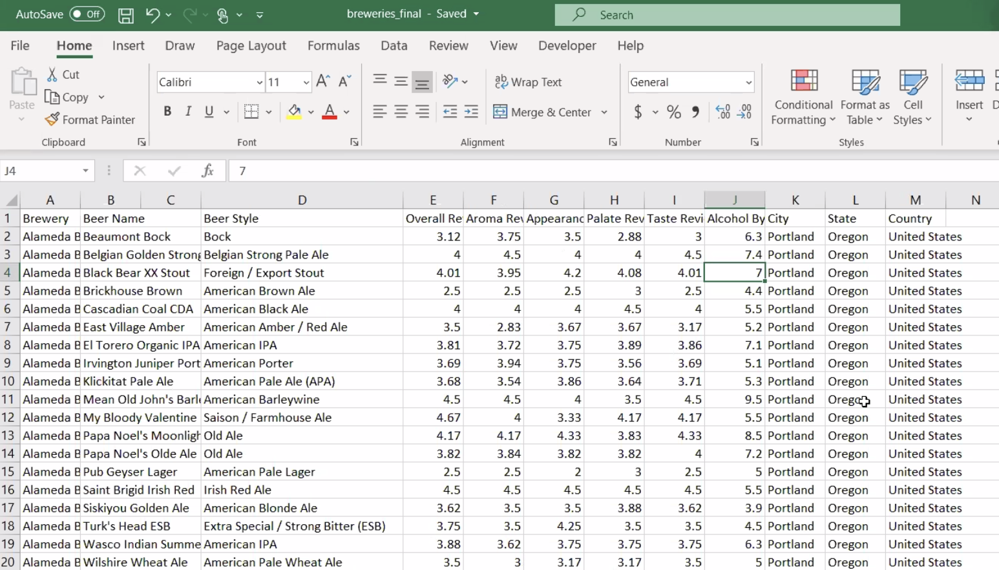 AutoSave Off breweries_final - Saved Search
File Home Insert Draw Page Layout Formulas Data Review View Developer Help
Paste Cut Copy Format Painter Clipboard
Calibri 11 A A B I U A Font
ab Wrap Text Merge & Center Alignment
General $ % 9 .00 .00 Number
Conditional Formatting Format as Table Cell Styles Styles
Insert
J4 fx 7
A B C D E F G H I J K L M N
1 Brewery Beer Name Beer Style Overall Re Aroma Rev Appearanc Palate Rev Taste Revi Alcohol By City State Country
2 Alameda B Beaumont Bock Bock 3.12 3.75 3.5 2.88 3 6.3 Portland Oregon United States
3 Alameda B Belgian Golden Strong Belgian Strong Pale Ale 4 4.5 4 4 4.5 7.4 Portland Oregon United States
4 Alameda B Black Bear XX Stout Foreign / Export Stout 4.01 3.95 4.2 4.08 4.01 7 Portland Oregon United States
5 Alameda B Brickhouse Brown American Brown Ale 2.5 2.5 2.5 3 2.5 4.4 Portland Oregon United States
6 Alameda B Cascadian Coal CDA American Black Ale 4 4 4 4.5 4 5.5 Portland Oregon United States
7 Alameda B East Village Amber American Amber / Red Ale 3.5 2.83 3.67 3.67 3.17 5.2 Portland Oregon United States
8 Alameda B El Torero Organic IPA American IPA 3.81 3.72 3.75 3.89 3.86 7.1 Portland Oregon United States
9 Alameda B Irvington Juniper Port American Porter 3.69 3.94 3.75 3.56 3.69 5.1 Portland Oregon United States
10 Alameda B Klickitat Pale Ale American Pale Ale (APA) 3.68 3.54 3.86 3.64 3.71 5.3 Portland Oregon United States
11 Alameda B Mean Old John's Barl American Barleywine 4.5 4.5 4 3.5 4.5 9.5 Portland Oregon United States
12 Alameda B My Bloody Valentine Saison / Farmhouse Ale 4.67 4 3.33 4.17 4.17 5.5 Portland Oregon United States
13 Alameda B Papa Noel's Moonligh Old Ale 4.17 4.17 4.33 3.83 4.33 8.5 Portland Oregon United States
14 Alameda B Papa Noel's Olde Ale Old Ale 3.82 3.84 3.82 3.82 4 7.2 Portland Oregon United States
15 Alameda B Pub Geyser Lager American Pale Lager 2.5 2.5 2 3 2.5 5 Portland Oregon United States
16 Alameda B Saint Brigid Irish Red Irish Red Ale 4.5 4.5 4.5 4.5 4.5 5.5 Portland Oregon United States
17 Alameda B Siskiyou Golden Ale American Blonde Ale 3.62 3.5 3.5 3.88 3.62 3.9 Portland Oregon United States
18 Alameda B Turk's Head ESB Extra Special / Strong Bitter (ESB) 3.75 3.5 4.25 3.5 3.5 4.5 Portland Oregon United States
19 Alameda B Wasco Indian Summe American IPA 3.88 3.62 3.75 3.75 3.75 6.3 Portland Oregon United States
20 Alameda B Wilshire Wheat Ale American Pale Wheat Ale 3.5 3 3.17 3.17 3.5 5 Portland Oregon United States